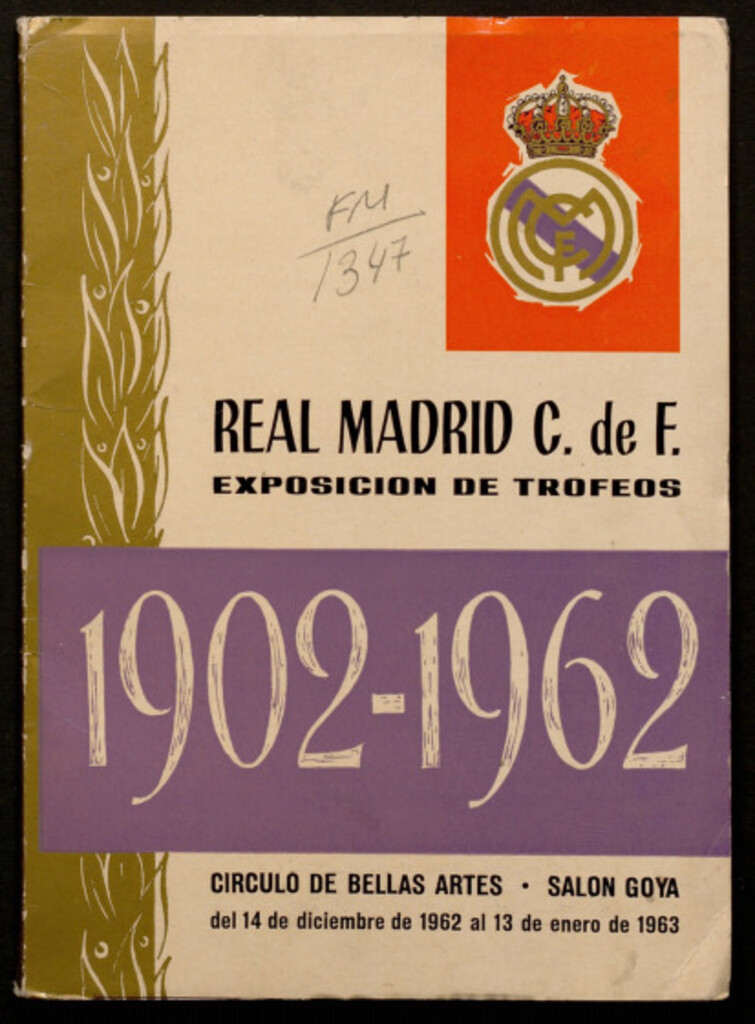 FM
1347
REAL MADRID C. de F.
EXPOSICION DE TROFEOS
1902-1962
CIRCULO DE BELLAS ARTES • SALON GOYA
del 14 de diciembre de 1962 al 13 de enero de 1963